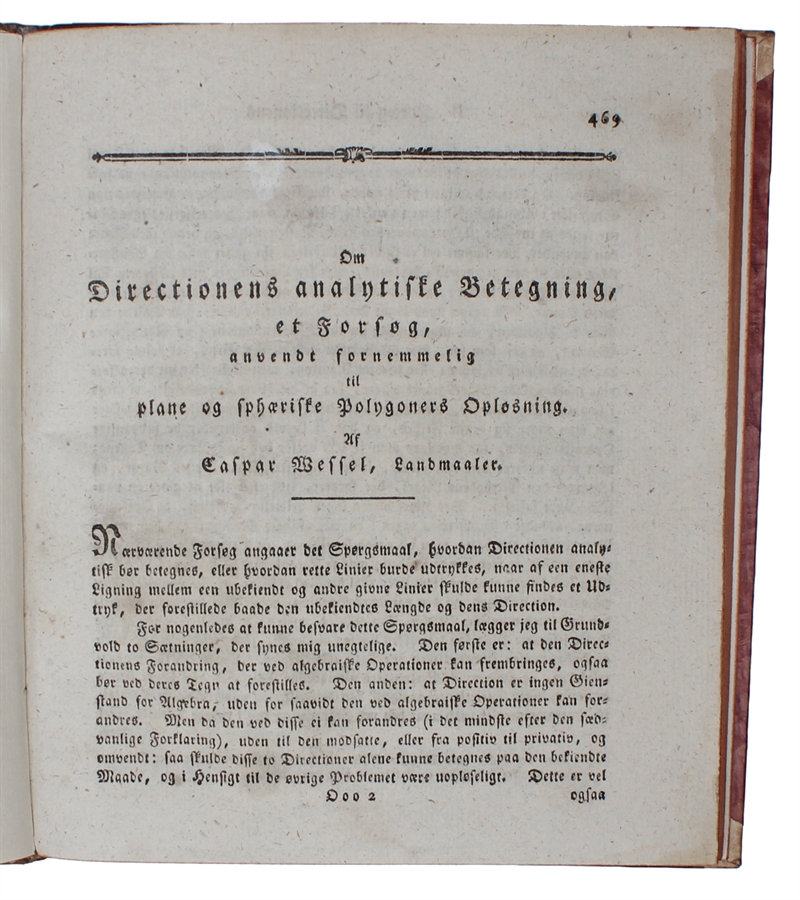 469
Om
Directionens analytiske Betegning,
et Forsøg,
anvendt fornemmelig
til
plane og sphæriske Polygoners Opløsning.
Af
Caspar Wessel, Landmaaler.
Nærværende Forsøg angaaer det Spørgsmaal, hvordan Directionen analy-
tisk bør betegnes, eller hvordan rette Linier burde udtrykkes, naar af een eneste
Ligning mellem een ubekiendt og andre givne Linier skulde kunne findes et Ud-
tryk, der forestillede baade den ubekiendtes Længde og dens Direction.
For nogenledes at kunne besvare dette Spørgsmaal, lægger jeg til Grund-
vold to Sætninger, der synes mig unegtelige. Den første er: at den Direc-
tionens Forandring, der ved algebraiske Operationer kan frembringes, ogsaa
bør ved deres Tegn at forestilles. Den anden: at Direction er ingen Gien-
stand for Algebra, uden for saavidt den ved algebraiske Operationer kan for-
andres. Men da den ved disse ei kan forandres (i det mindste efter den sæd-
vanlige Forklaring), uden til den modsatte, eller fra positiv til privativ, og
omvendt: saa skulde disse to Directioner alene kunne betegnes paa den bekiendte
Maade, og i Hensigt til de øvrige Problemet være uopløseligt. Dette er vel
Ooo 2 ogsaa